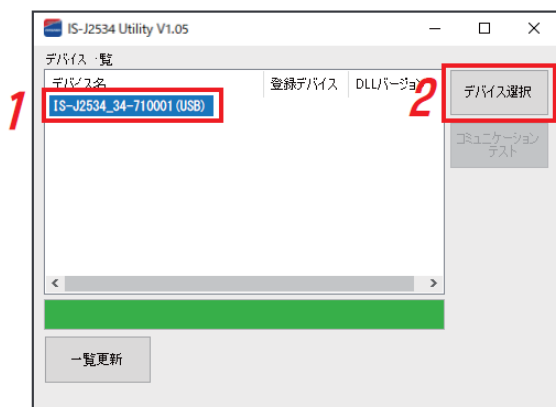 IS-J2534 Utility V1.05
デバイス一覧
デバイス名 登録デバイス DLLバージョン
1
IS-J2534_34-710001(USB)
2
デバイス選択
コミュニケーション
テスト
一覧更新